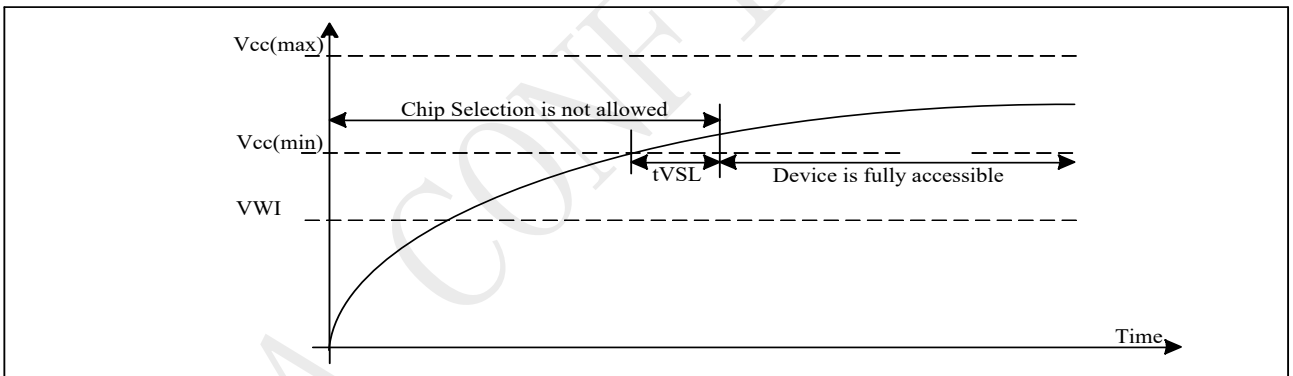 Vcc(max)
Chip Selection is not allowed
Vcc(min)
tVSL
Device is fully accessible
VWI
Time